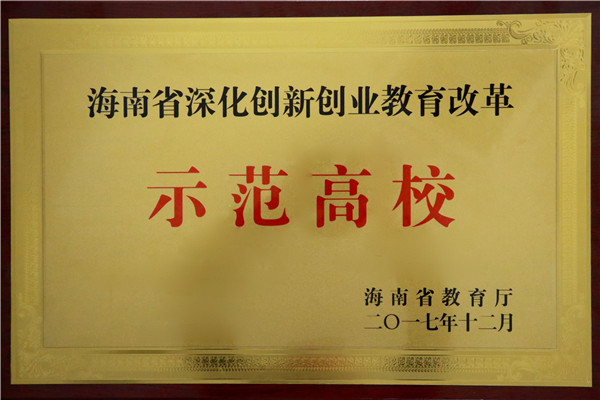 海南省深化创新创业教育改革
示范高校
海南省教育厅
二〇一七年十二月